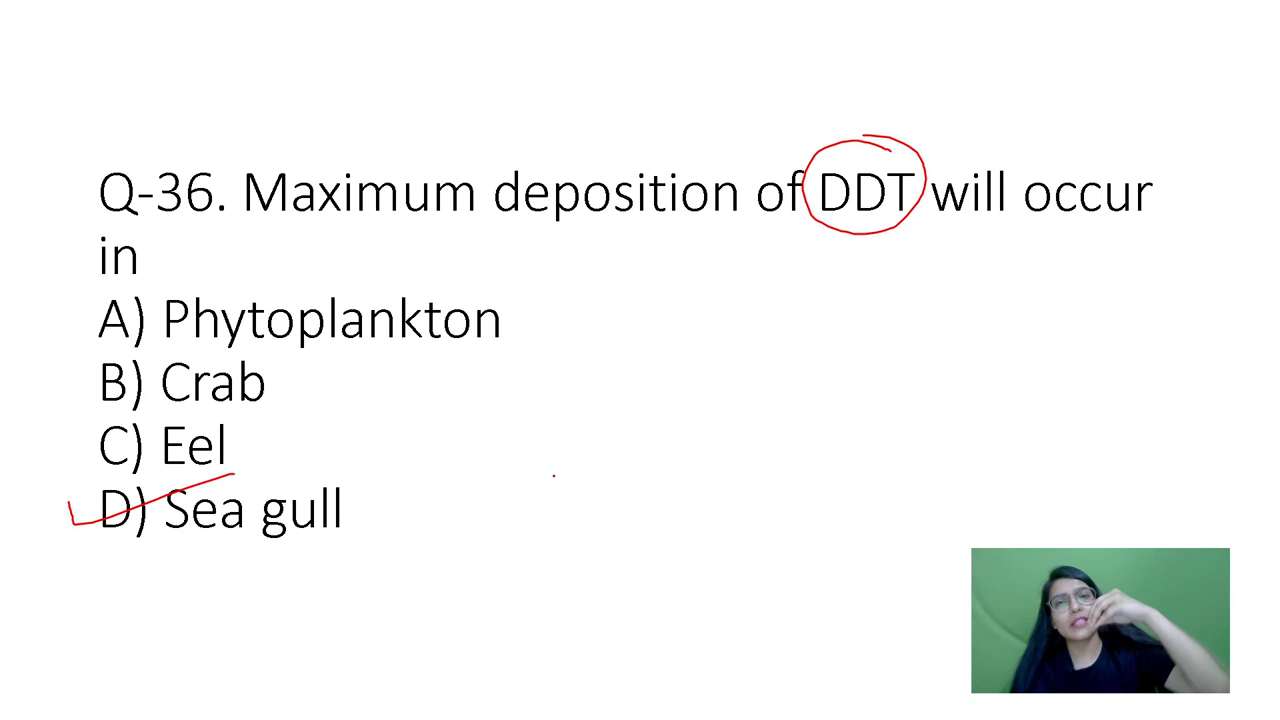 Q-36. Maximum deposition of DDT will occur
in
A) Phytoplankton
B) Crab
C) Eel
D) Sea gull